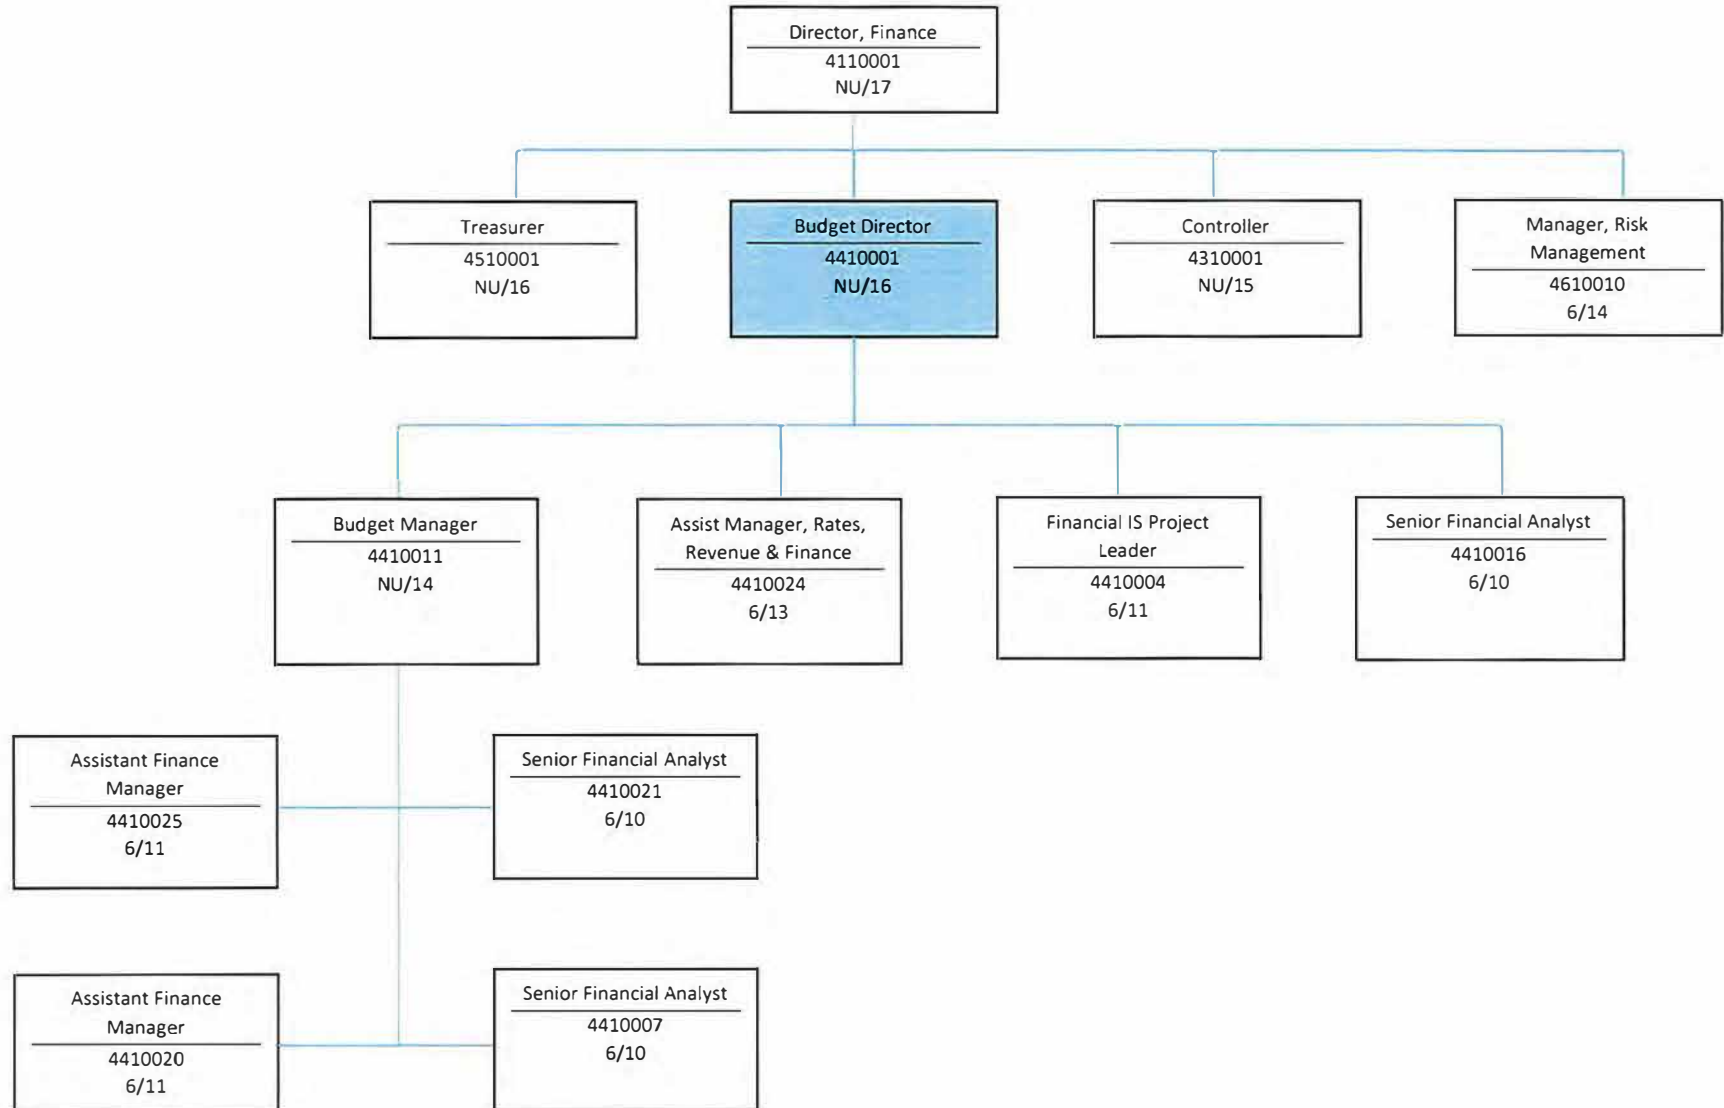 Director, Finance
4110001
NU/17
Treasurer
4510001
NU/16
Budget Director
4410001
NU/16
Controller
4310001
NU/15
Manager, Risk
Management
4610010
6/14
Budget Manager
4410011
NU/14
Assist Manager, Rates,
Revenue & Finance
4410024
6/13
Financial IS Project
Leader
4410004
6/11
Senior Financial Analyst
4410016
6/10
Assistant Finance
Manager
4410025
6/11
Senior Financial Analyst
4410021
6/10
Assistant Finance
Manager
4410020
6/11
Senior Financial Analyst
4410007
6/10